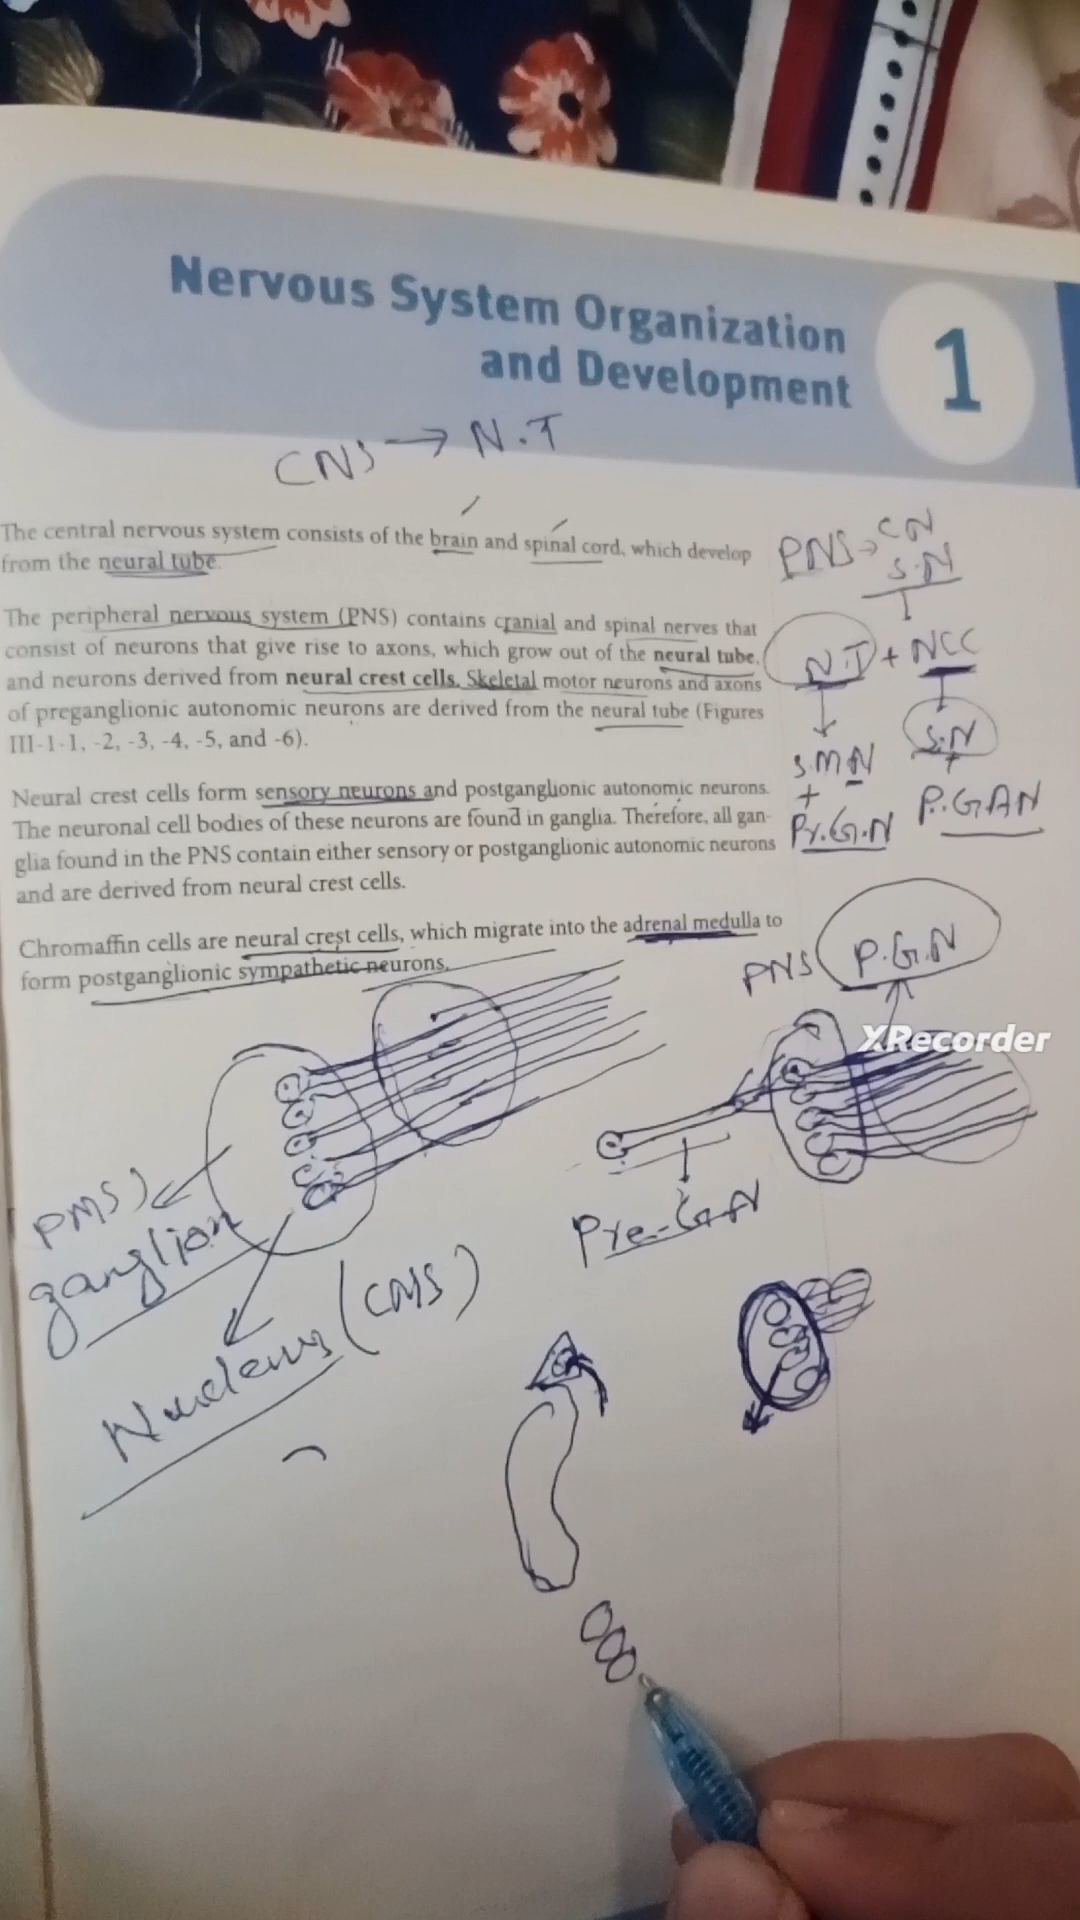 Nervous System Organization
and Development
1
CNS → N.T
The central nervous system consists of the brain and spinal cord, which develop
from the neural tube.
The peripheral nervous system (PNS) contains cranial and spinal nerves that
consist of neurons that give rise to axons, which grow out of the neural tube,
and neurons derived from neural crest cells. Skeletal motor neurons and axons
of preganglionic autonomic neurons are derived from the neural tube (Figures
III-1-1, -2, -3, -4, -5, and -6).
Neural crest cells form sensory neurons and postganglionic autonomic neurons.
The neuronal cell bodies of these neurons are found in ganglia. Therefore, all gan-
glia found in the PNS contain either sensory or postganglionic autonomic neurons
and are derived from neural crest cells.
Chromaffin cells are neural crest cells, which migrate into the adrenal medulla to
form postganglionic sympathetic neurons.
PNS → CN
S.N
N.T + NCC
S.M N
+
Pr.G.N
S.N
+
P.GAN
PNS
P.G.N
XRecorder
Pre-G-N
PMS)
ganglion
Nucleus (CMS)